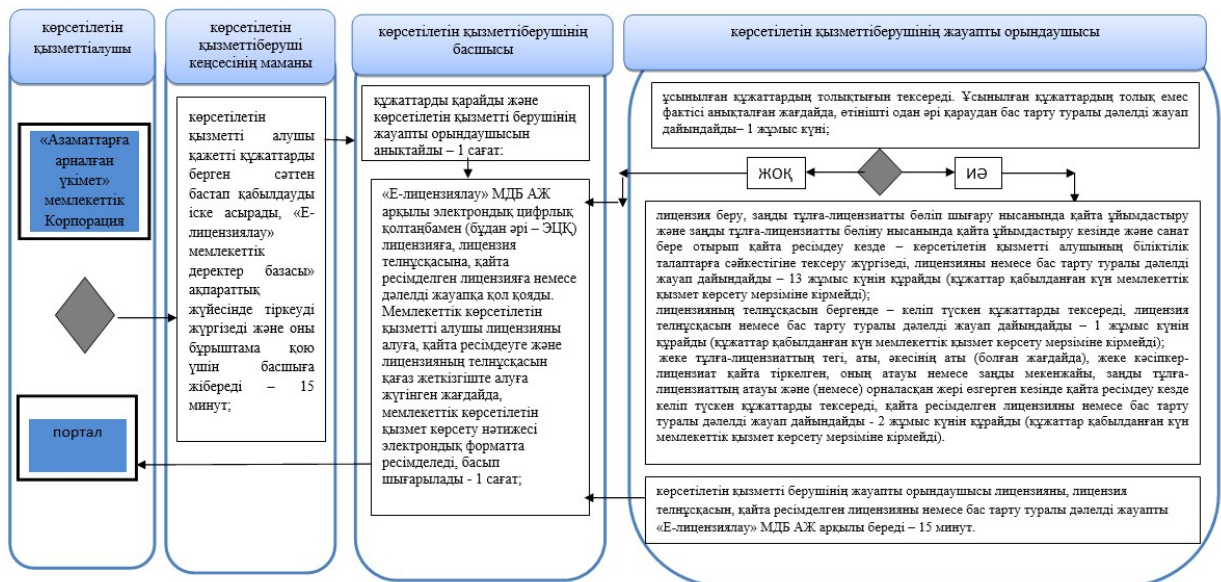 көрсетілетін
қызметтіалушы
«Азаматтарға
арналған
үкімет»
мемлекеттік
Корпорация
портал
көрсетілетін
қызметтіберуші
кеңсесінің маманы
көрсетілетін
қызметті алушы
қажетті құжаттарды
берген сәттен
бастап қабылдауды
іске асырады, «Е-
лицензиялау»
мемлекеттік
деректер базасы»
ақпараттық
жүйесінде тіркеуді
жүргізеді және оны
бұрыштама қою
үшін басшыға
жібереді – 15
минут;
көрсетілетін қызметтіберушінің
басшысы
құжаттарды қарайды және
көрсетілетін қызметті берушінің
жауапты орындаушысын
анықтайды – 1 сағат:
«Е-лицензиялау» МДБ АЖ
арқылы электрондық цифрлық
қолтаңбамен (бұдан әрі – ЭЦҚ)
лицензияға, лицензия
телнұсқасына, қайта
ресімделген лицензияға немесе
дәлелді жауапқа қол қояды.
Мемлекеттік көрсетілетін
қызметті алушы лицензияны
алуға, қайта ресімдеуге және
лицензияның телнұсқасын
қағаз жеткізгіште алуға
жүгінген жағдайда,
мемлекеттік көрсетілетін
қызмет көрсету нәтижесі
электрондық форматта
ресімделеді, басып
шығарылады - 1 сағат;
көрсетілетін қызметтіберушінің жауапты орындаушысы
ұсынылған құжаттардың толықтығын тексереді. Ұсынылған құжаттардың толық емес
фактісі анықталған жағдайда, өтінішті одан әрі қараудан бас тарту туралы дәлелді жауап
дайындайды– 1 жұмыс күні;
ЖОҚ
ИӘ
лицензия беру, заңды тұлға-лицензиатты бөліп шығару нысанында қайта ұйымдастыру
және заңды тұлға-лицензиатты бөліну нысанында қайта ұйымдастыру кезінде және санат
бере отырып қайта ресімдеу кезде – көрсетілетін қызметті алушының біліктілік
талаптарға сәйкестігіне тексеру жүргізеді, лицензияны немесе бас тарту туралы дәлелді
жауап дайындайды – 13 жұмыс күнін құрайды (құжаттар қабылданған күн мемлекеттік
қызмет көрсету мерзіміне кірмейді);
лицензияның телнұсқасын бергенде – келіп түскен құжаттарды тексереді, лицензия
телнұсқасын немесе бас тарту туралы дәлелді жауап дайындайды – 1 жұмыс күнін
құрайды (құжаттар қабылданған күн мемлекеттік қызмет көрсету мерзіміне кірмейді);
жеке тұлға-лицензиаттың тегі, аты, әкесінің аты (болған жағдайда), жеке кәсіпкер-
лицензиат қайта тіркелген, оның атауы немесе заңды мекенжайы, заңды тұлға-
лицензиаттың атауы және (немесе) орналасқан жері өзгерген кезінде қайта ресімдеу кезде
келіп түскен құжаттарды тексереді, қайта ресімделген лицензияны немесе бас тарту
туралы дәлелді жауап дайындайды - 2 жұмыс күнін құрайды (құжаттар қабылданған күн
мемлекеттік қызмет көрсету мерзіміне кірмейді).
көрсетілетін қызметті берушінің жауапты орындаушысы лицензияны, лицензия
телнұсқасын, қайта ресімделген лицензияны немесе бас тарту туралы дәлелді жауапты
«Е-лицензиялау» МДБ АЖ арқылы береді – 15 минут.